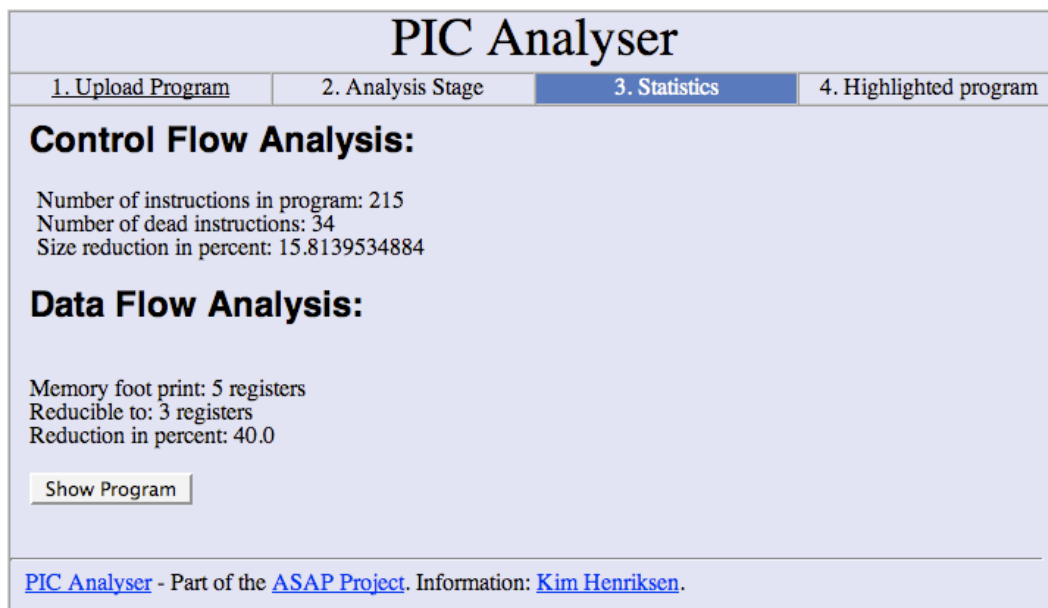 PIC Analyser
1. Upload Program
2. Analysis Stage
3. Statistics
4. Highlighted program
Control Flow Analysis:
Number of instructions in program: 215
Number of dead instructions: 34
Size reduction in percent: 15.8139534884
Data Flow Analysis:
Memory foot print: 5 registers
Reducible to: 3 registers
Reduction in percent: 40.0
Show Program
PIC Analyser - Part of the ASAP Project. Information: Kim Henriksen.